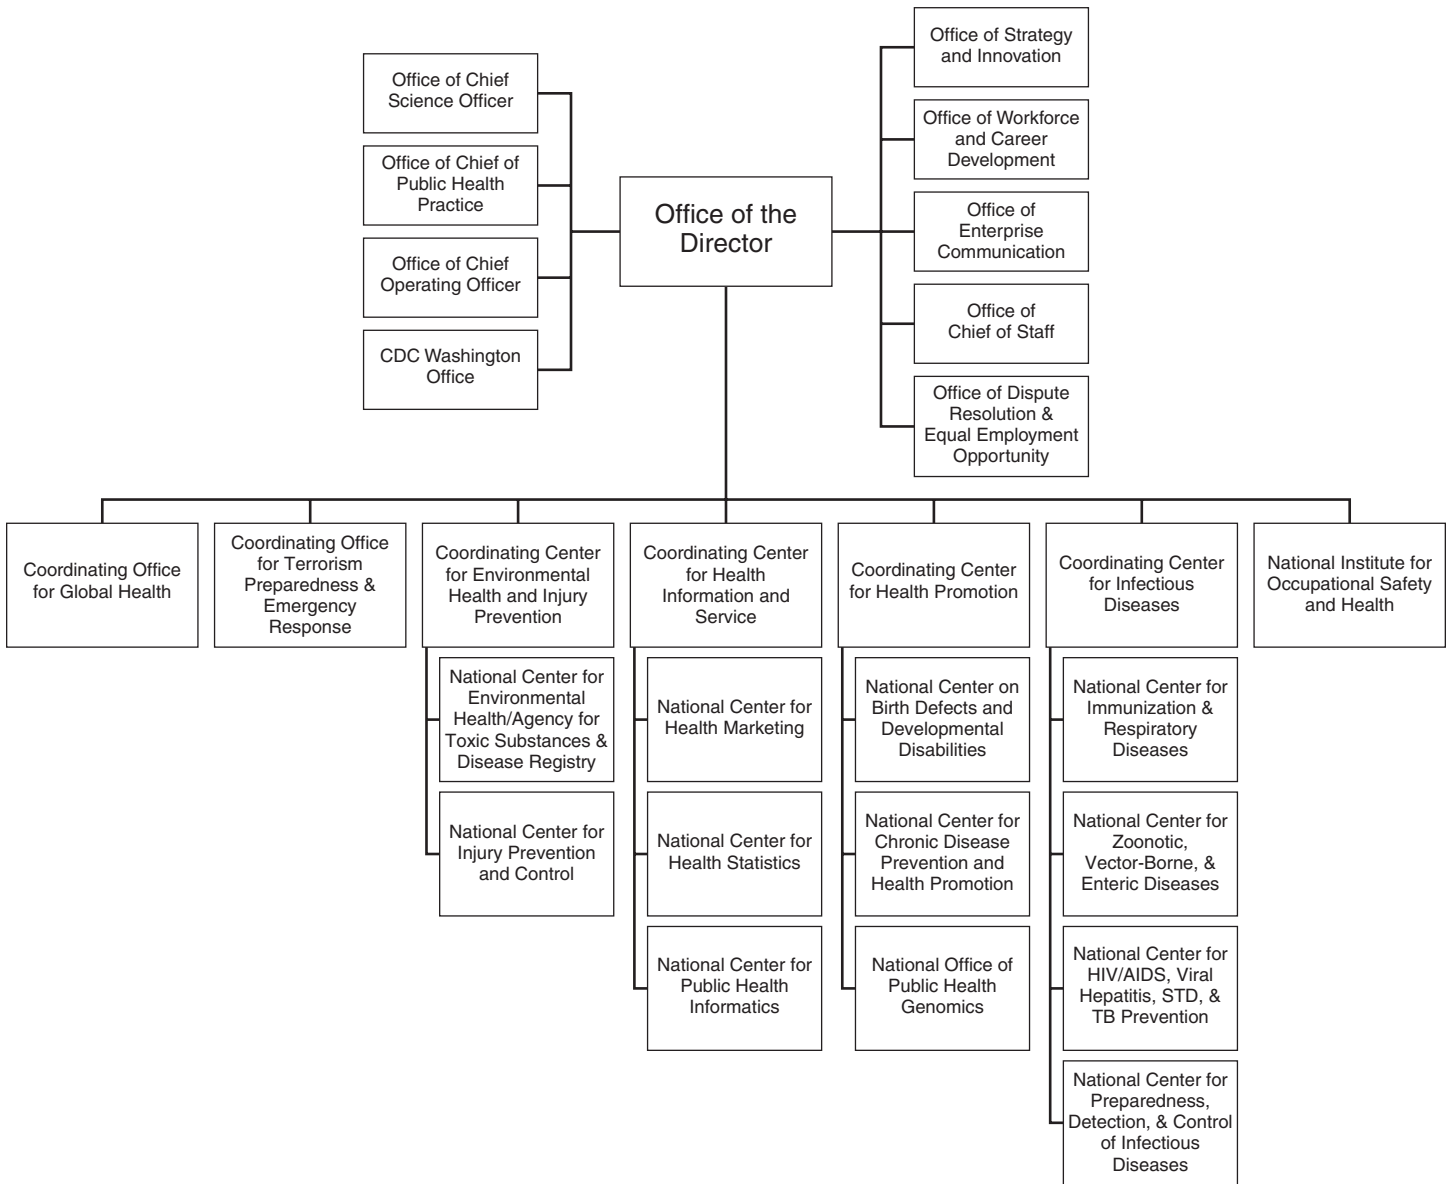 Office of Chief
Science Officer
Office of Chief of
Public Health
Practice
Office of Chief
Operating Officer
CDC Washington
Office
Office of the
Director
Office of Strategy
and Innovation
Office of Workforce
and Career
Development
Office of
Enterprise
Communication
Office of
Chief of Staff
Office of Dispute
Resolution &
Equal Employment
Opportunity
Coordinating Office
for Global Health
Coordinating Office
for Terrorism
Preparedness &
Emergency
Response
Coordinating Center
for Environmental
Health and Injury
Prevention
National Center for
Environmental
Health/Agency for
Toxic Substances &
Disease Registry
National Center for
Injury Prevention
and Control
Coordinating Center
for Health
Information and
Service
National Center for
Health Marketing
National Center for
Health Statistics
National Center for
Public Health
Informatics
Coordinating Center
for Health Promotion
National Center on
Birth Defects and
Developmental
Disabilities
National Center for
Chronic Disease
Prevention and
Health Promotion
National Office of
Public Health
Genomics
Coordinating Center
for Infectious
Diseases
National Center for
Immunization &
Respiratory
Diseases
National Center for
Zoonotic,
Vector-Borne, &
Enteric Diseases
National Center for
HIV/AIDS, Viral
Hepatitis, STD, &
TB Prevention
National Center for
Preparedness,
Detection, & Control
of Infectious
Diseases
National Institute for
Occupational Safety
and Health